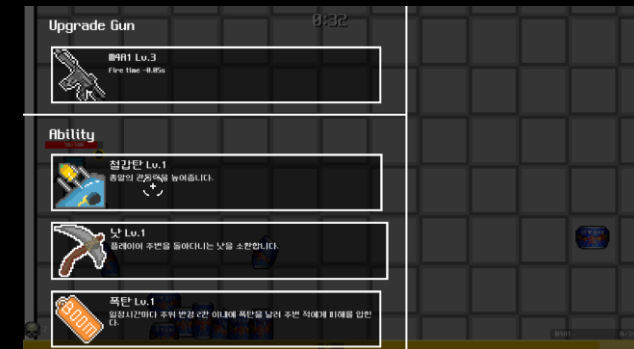 0:32
Upgrade Gun
M4A1 Lv.3
Fire time -0.05s
Ability
철갑탄 Lv.1
총알의 관통력을 높여줍니다.
낫 Lv.1
플레이어 주변을 돌아다니는 낫을 소환합니다.
폭탄 Lv.1
BOOM
일정시간마다 주위 반경 2칸 이내에 폭탄을 날려 주변 적에게 피해를 입힌
다.
M4A1